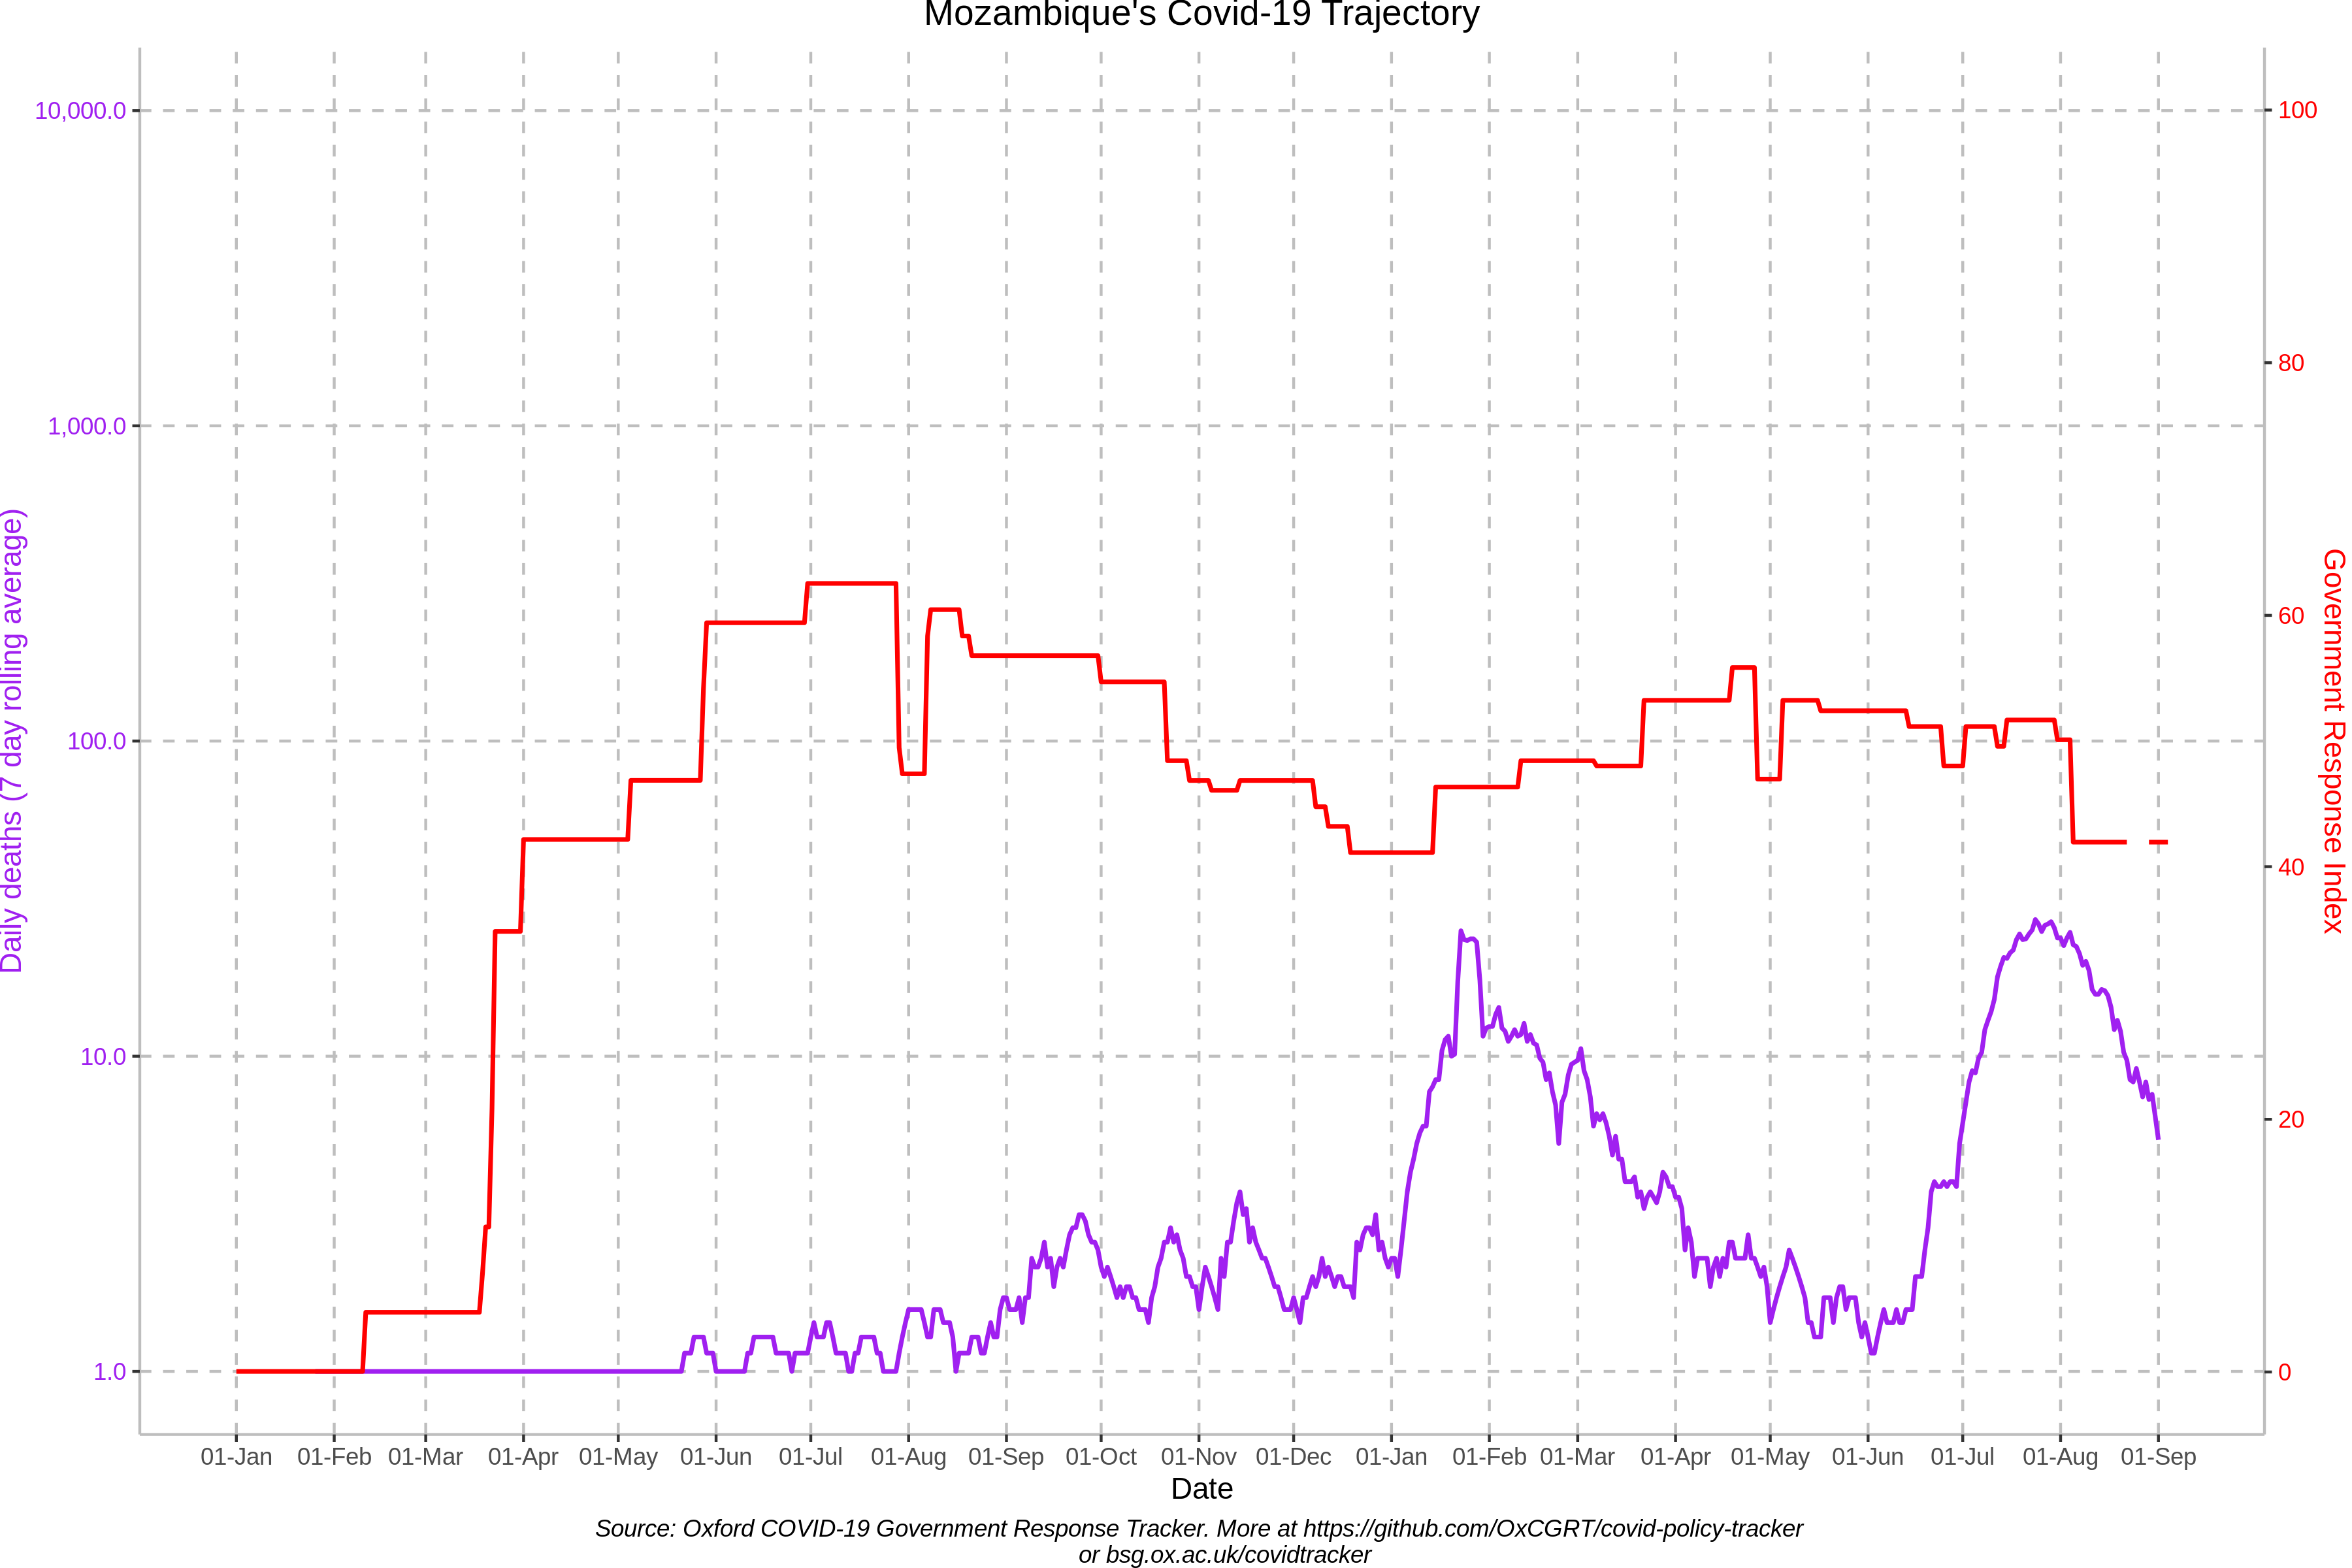 Mozambique's Covid-19 Trajectory
10,000.0
1,000.0
100.0
10.0
1.0
Daily deaths (7 day rolling average)
100
80
60
40
20
0
Government Response Index
01-Jan 01-Feb 01-Mar 01-Apr 01-May 01-Jun 01-Jul 01-Aug 01-Sep 01-Oct 01-Nov 01-Dec 01-Jan 01-Feb 01-Mar 01-Apr 01-May 01-Jun 01-Jul 01-Aug 01-Sep
Date
Source: Oxford COVID-19 Government Response Tracker. More at https://github.com/OxCGRT/covid-policy-tracker
or bsg.ox.ac.uk/covidtracker